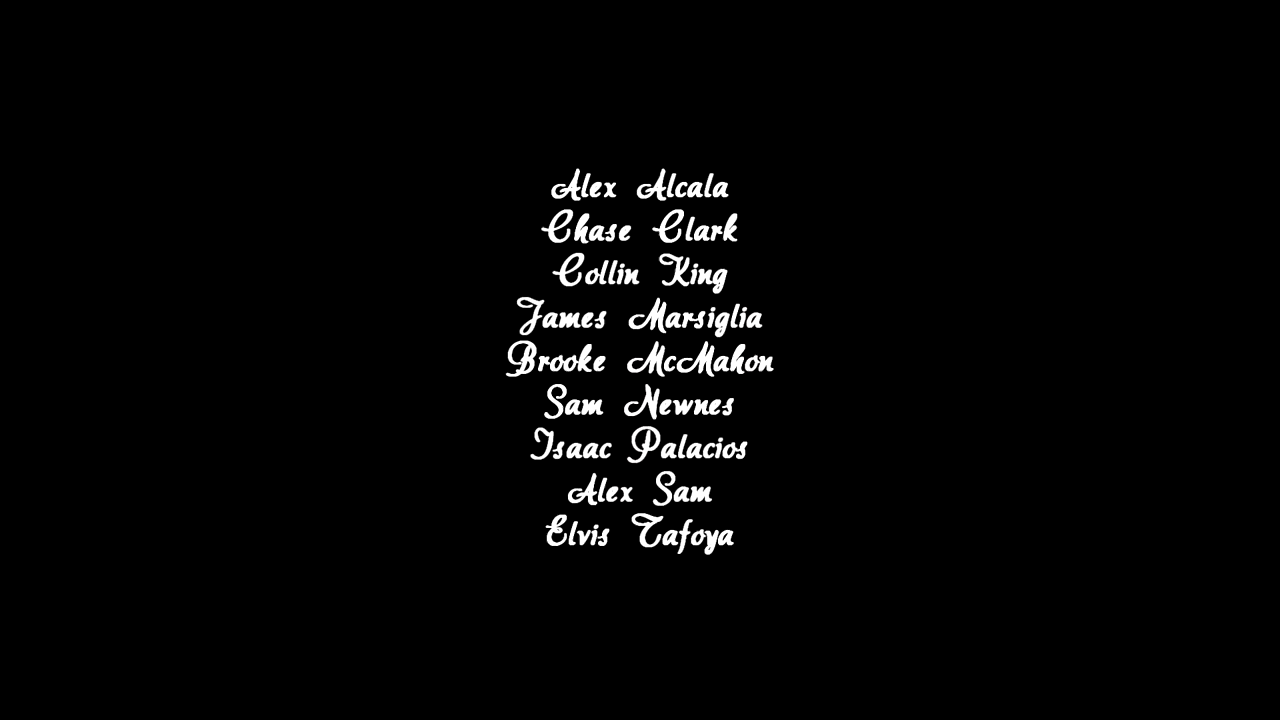 Alex Alcala
Chase Clark
Collin King
James Marsiglia
Brooke McMahon
Sam Newnes
Isaac Palacios
Alex Sam
Elvis Tafoya